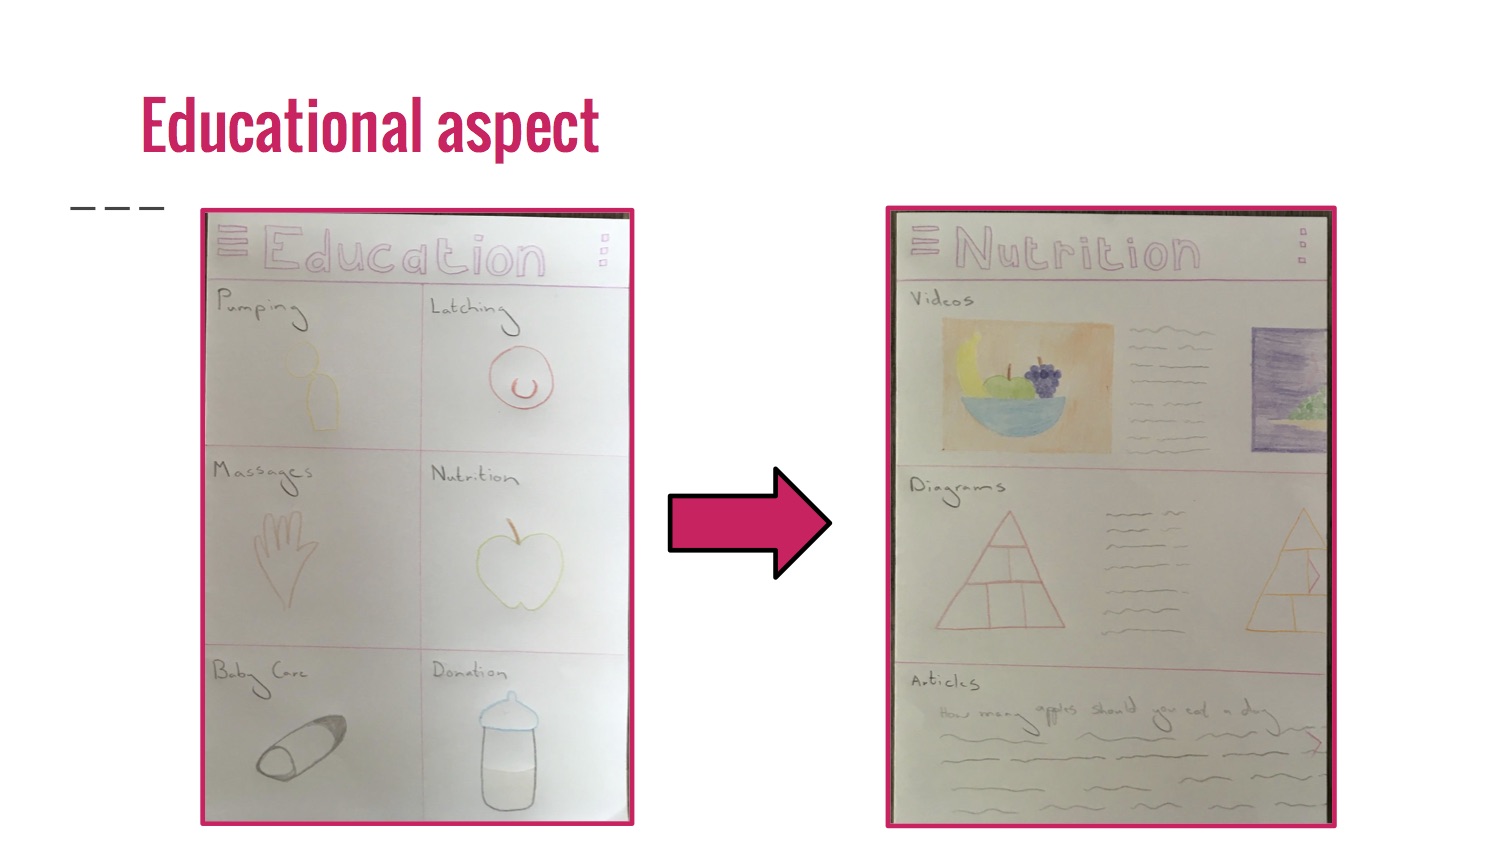 Educational aspect
Education
Pumping
Latching
Massages
Nutrition
Baby Care
Donation
Nutrition
Videos
Diagrams
Articles
How many apples should you eat a day